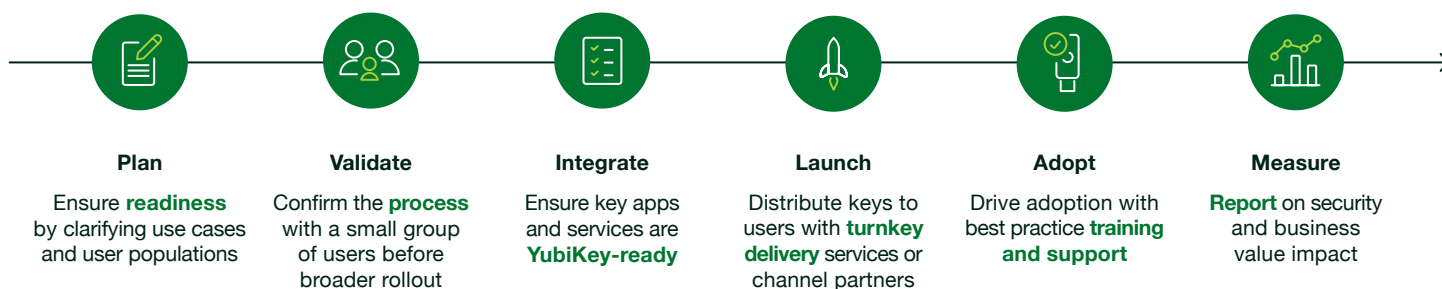 Plan
Ensure readiness
by clarifying use cases
and user populations
Validate
Confirm the process
with a small group
of users before
broader rollout
Integrate
Ensure key apps
and services are
YubiKey-ready
Launch
Distribute keys to
users with turnkey
delivery services or
channel partners
Adopt
Drive adoption with
best practice training
and support
Measure
Report on security
and business
value impact